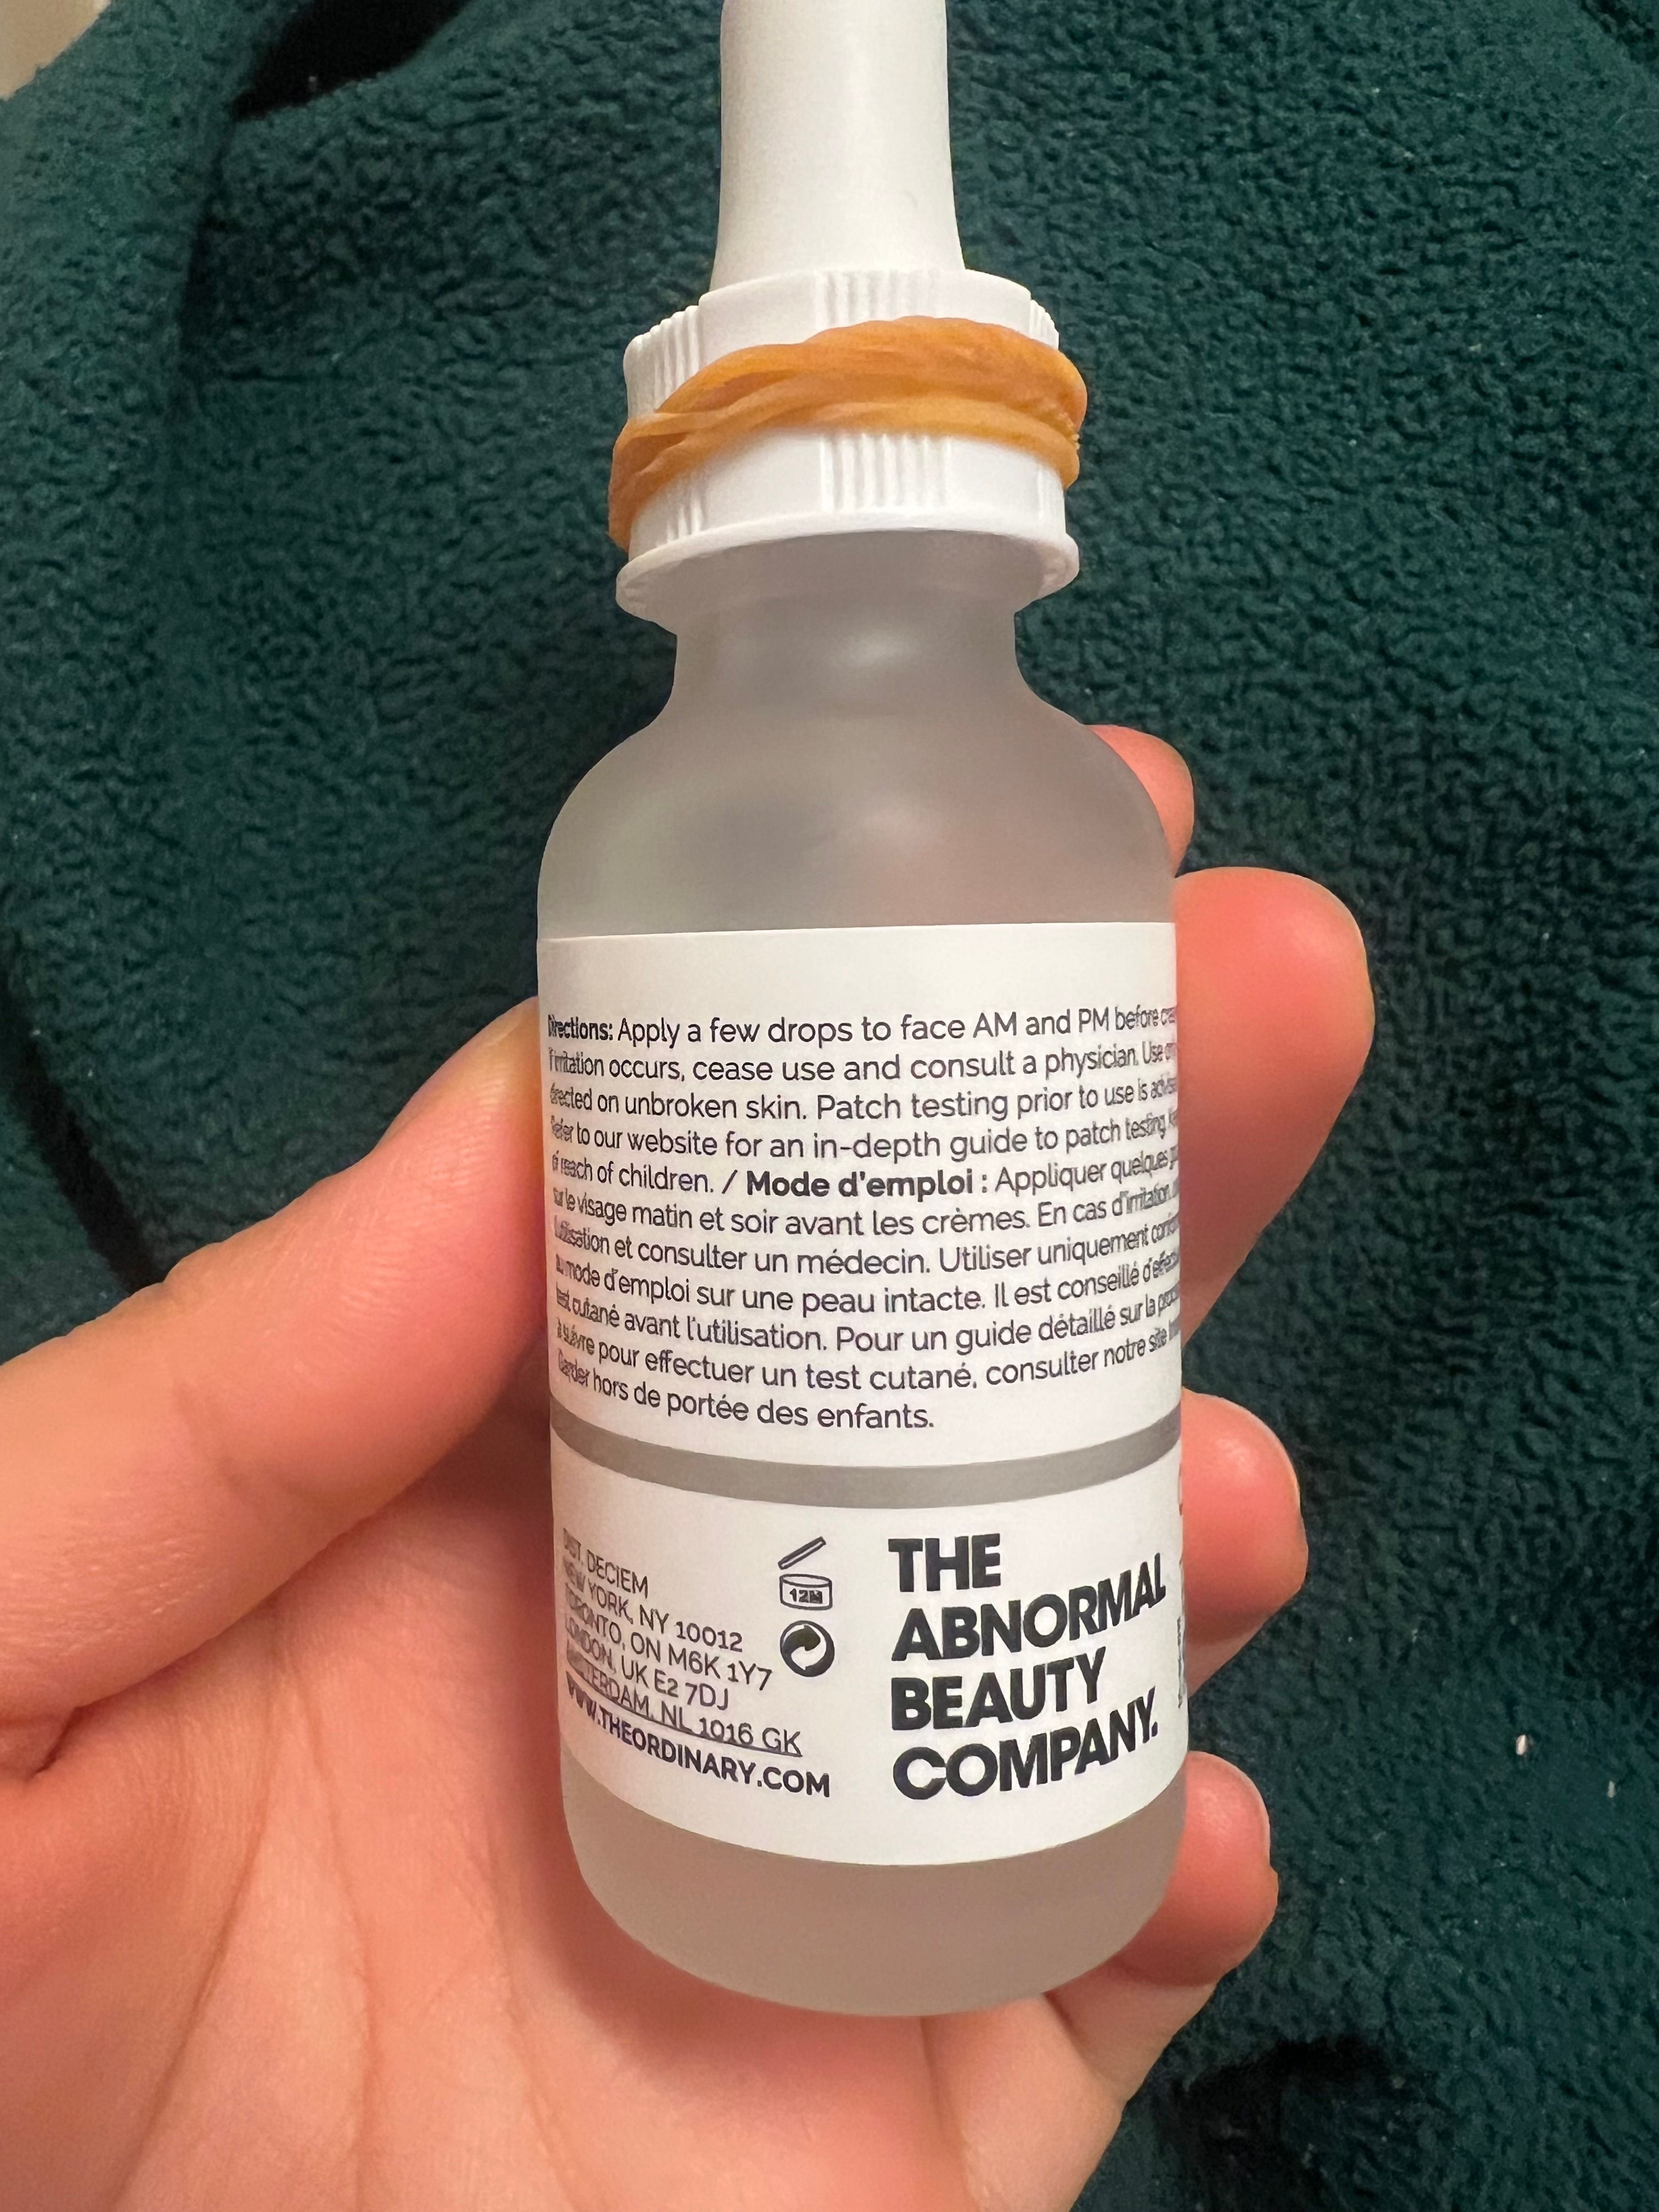 Directions: Apply a few drops to face AM and PM before
If irritation occurs, cease use and consult a physician. Use
directed on unbroken skin. Patch testing prior to use is
Refer to our website for an in-depth guide to patch testing.
of reach of children. / Mode d'emploi : Appliquer quelques
sur le visage matin et soir avant les crèmes. En cas d'irritation,
l'utilisation et consulter un médecin. Utiliser uniquement
au mode d'emploi sur une peau intacte. Il est conseillé
test cutané avant l'utilisation. Pour un guide détaillé sur la
à suivre pour effectuer un test cutané, consulter notre site
Garder hors de portée des enfants.
DIST. DECIEM
NEW YORK, NY 10012
TORONTO, ON M6K 1Y7
LONDON, UK E2 7DJ
AMSTERDAM, NL 1016 GK
WWW.THEORDINARY.COM
12M
THE
ABNORMAL
BEAUTY
COMPANY.